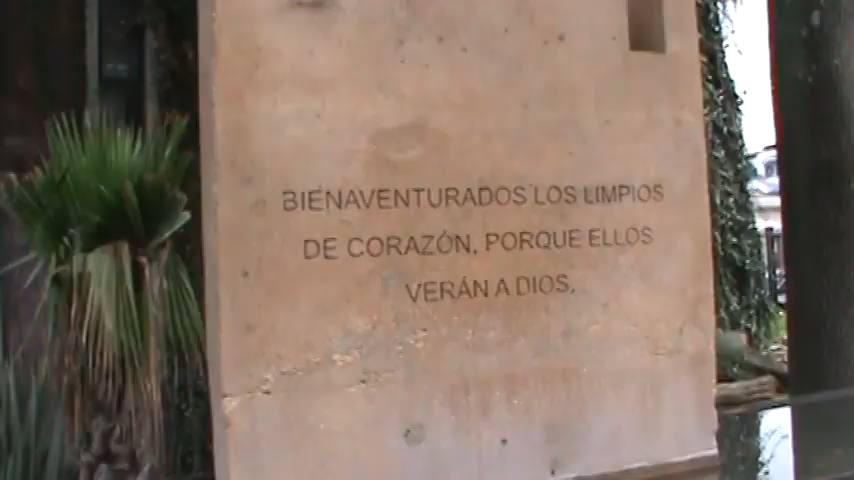 BIENAVENTURADOS LOS LIMPIOS
DE CORAZÓN, PORQUE ELLOS
VERÁN A DIOS.